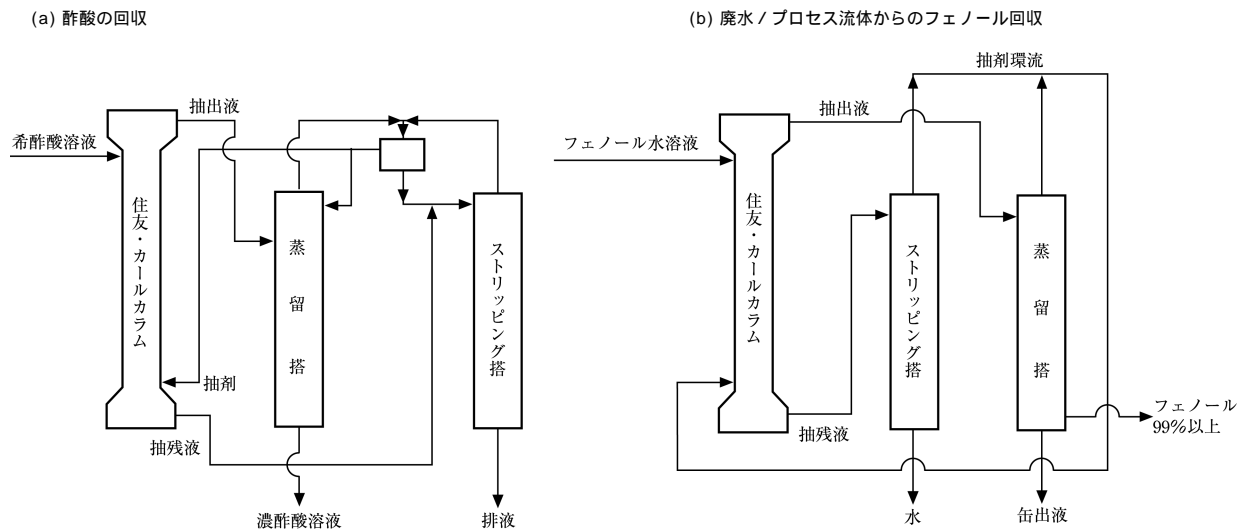 (a) 酢酸の回収
抽出液
希酢酸溶液
住友・カールカラム
蒸留搭
ストリッピング搭
抽剤
抽残液
濃酢酸溶液
排液
(b) 廃水／プロセス流体からのフェノール回収
抽剤環流
抽出液
フェノール水溶液
住友・カールカラム
ストリッピング搭
蒸留搭
抽残液
フェノール
99%以上
水
缶出液